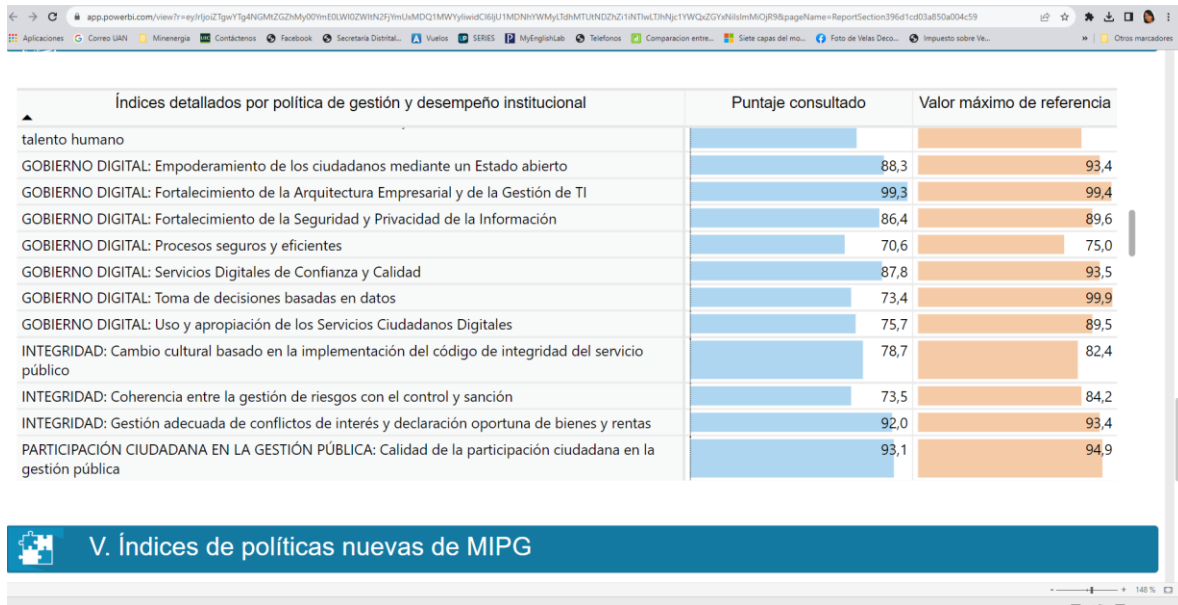 app.powerbi.com/view?r=eyJrIjoiZTgwYTg4NGMtZGZhMy00YmE0LWI0ZWItN2FjYmUxMDQ1MWYyIiwidCI6IjU1MDNhYWMyLTdhMTUtNDZhZi1iNTIwLTJhNjc1YWQxZGYxNiIsImMiOjR9&pageName=ReportSection396d1cd03a850a004c59
Aplicaciones Correo UAN Minenergia Contáctenos Facebook Secretaría Distrital... Vuelos SERIES MyEnglishLab Telefonos Comparacion entre... Siete capas del mo... Foto de Velas Deco... Impuesto sobre Ve... » Otros marcadores
Índices detallados por política de gestión y desempeño institucional Puntaje consultado Valor máximo de referencia
talento humano
GOBIERNO DIGITAL: Empoderamiento de los ciudadanos mediante un Estado abierto 88,3 93,4
GOBIERNO DIGITAL: Fortalecimiento de la Arquitectura Empresarial y de la Gestión de TI 99,3 99,4
GOBIERNO DIGITAL: Fortalecimiento de la Seguridad y Privacidad de la Información 86,4 89,6
GOBIERNO DIGITAL: Procesos seguros y eficientes 70,6 75,0
GOBIERNO DIGITAL: Servicios Digitales de Confianza y Calidad 87,8 93,5
GOBIERNO DIGITAL: Toma de decisiones basadas en datos 73,4 99,9
GOBIERNO DIGITAL: Uso y apropiación de los Servicios Ciudadanos Digitales 75,7 89,5
INTEGRIDAD: Cambio cultural basado en la implementación del código de integridad del servicio
público 78,7 82,4
INTEGRIDAD: Coherencia entre la gestión de riesgos con el control y sanción 73,5 84,2
INTEGRIDAD: Gestión adecuada de conflictos de interés y declaración oportuna de bienes y rentas 92,0 93,4
PARTICIPACIÓN CIUDADANA EN LA GESTIÓN PÚBLICA: Calidad de la participación ciudadana en la
gestión pública 93,1 94,9
V. Índices de políticas nuevas de MIPG
148 %